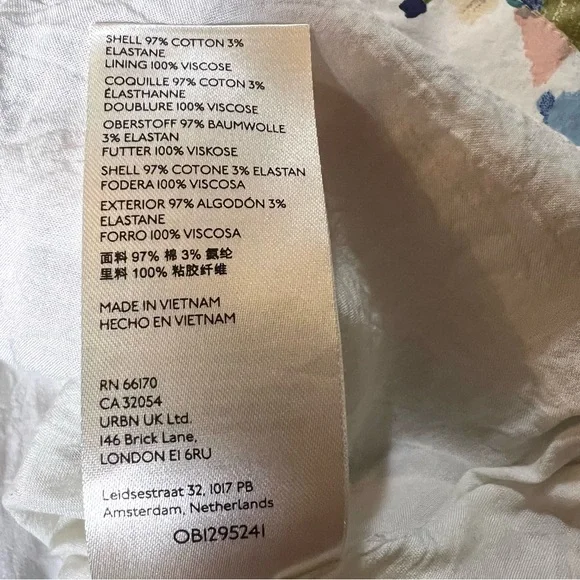 SHELL 97% COTTON 3%
ELASTANE
LINING 100% VISCOSE
COQUILLE 97% COTON 3%
ÉLASTHANNE
DOUBLURE 100% VISCOSE
OBERSTOFF 97% BAUMWOLLE
3% ELASTAN
FUTTER 100% VISKOSE
SHELL 97% COTONE 3% ELASTAN
FODERA 100% VISCOSA
EXTERIOR 97% ALGODÓN 3%
ELASTANE
FORRO 100% VISCOSA
面料 97% 棉 3% 氨纶
里料 100% 粘胶纤维
MADE IN VIETNAM
HECHO EN VIETNAM
RN 66170
CA 32054
URBN UK Ltd.
146 Brick Lane,
LONDON E1 6RU
Leidsestraat 32, 1017 PB
Amsterdam, Netherlands
OB1295241